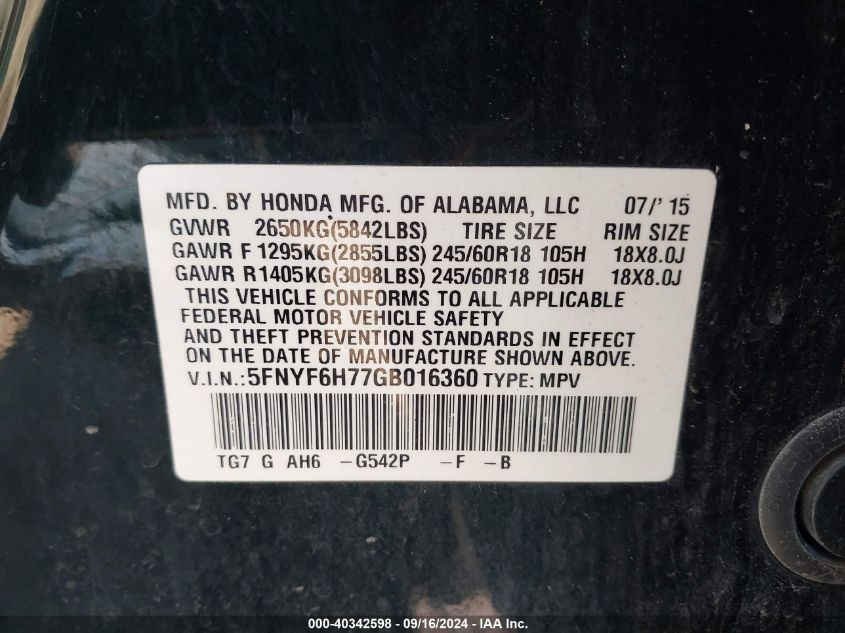 MFD. BY HONDA MFG. OF ALABAMA, LLC 07/'15
GVWR 2650KG(5842LBS) TIRE SIZE RIM SIZE
GAWR F 1295KG(2855LBS) 245/60R18 105H 18X8.0J
GAWR R1405KG(3098LBS) 245/60R18 105H 18X8.0J
THIS VEHICLE CONFORMS TO ALL APPLICABLE
FEDERAL MOTOR VEHICLE SAFETY
AND THEFT PREVENTION STANDARDS IN EFFECT
ON THE DATE OF MANUFACTURE SHOWN ABOVE.
V.I.N.:5FNYF6H77GB016360 TYPE: MPV
TG7 G AH6 -G542P -F -B
000-40342598 - 09/16/2024 - IAA Inc.